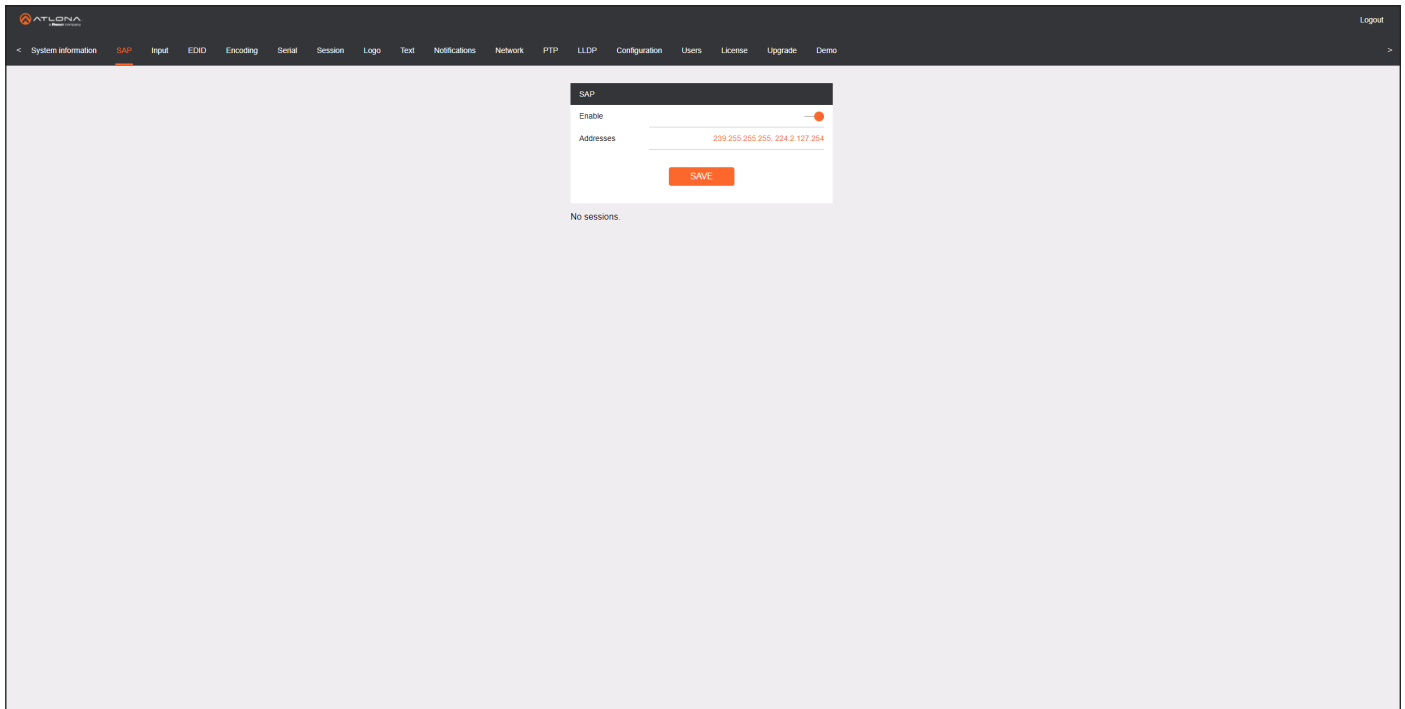 ATLONA
Logout
< System information SAP Input EDID Encoding Serial Session Logo Text Notifications Network PTP LLDP Configuration Users License Upgrade Demo >
SAP
Enable
Addresses 239.255.255.255, 224.2.127.254
SAVE
No sessions.